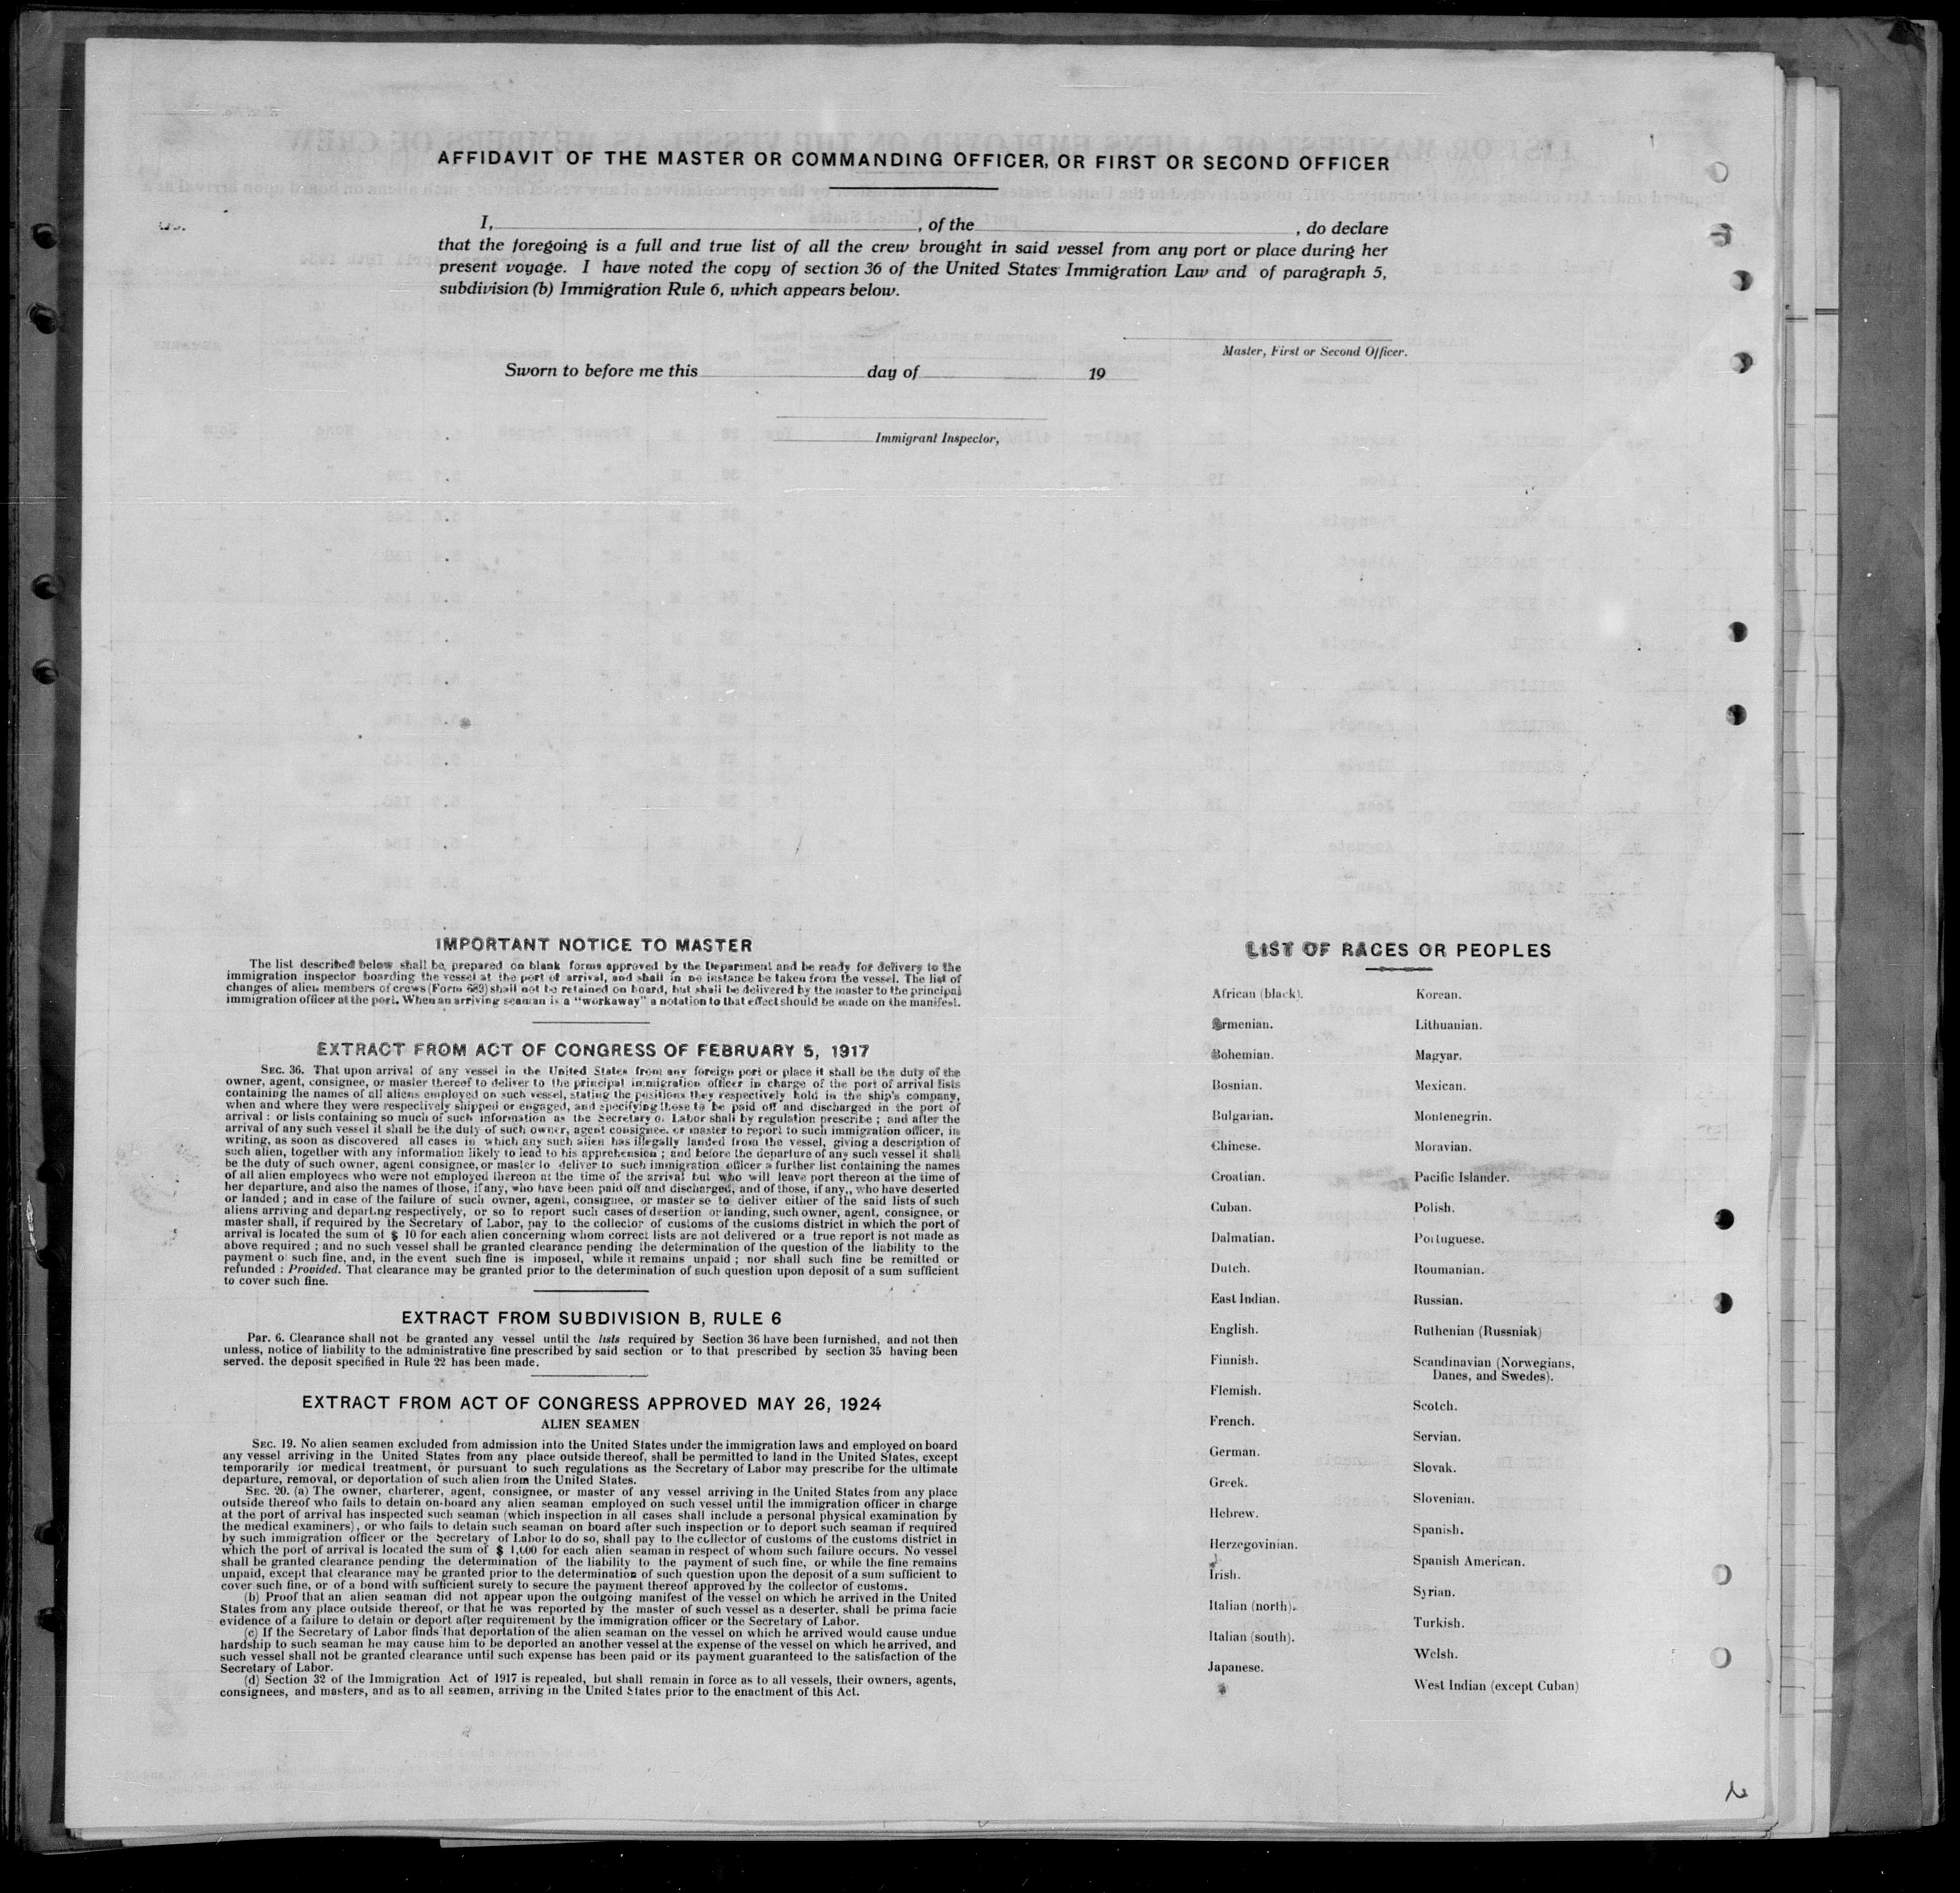 AFFIDAVIT OF THE MASTER OR COMMANDING OFFICER, OR FIRST OR SECOND OFFICER
I, , of the , do declare
that the foregoing is a full and true list of all the crew brought in said vessel from any port or place during her
present voyage. I have noted the copy of section 36 of the United States Immigration Law and of paragraph 5,
subdivision (b) Immigration Rule 6, which appears below.
Master, First or Second Officer.
Sworn to before me this day of 19
Immigrant Inspector,
IMPORTANT NOTICE TO MASTER
The list described below shall be prepared on blank forms approved by the Department and be ready for delivery to the
immigration inspector boarding the vessel at the port of arrival, and shall in no instance be taken from the vessel. The list of
changes of alien members of crews (Form 689) shall not be retained on board, but shall be delivered by the master to the principal
immigration officer at the port. When an arriving seaman is a "workaway" a notation to that effect should be made on the manifest.
EXTRACT FROM ACT OF CONGRESS OF FEBRUARY 5, 1917
SEC. 36. That upon arrival of any vessel in the United States from any foreign port or place it shall be the duty of the
owner, agent, consignee, or master thereof to deliver to the principal immigration officer in charge of the port of arrival lists
containing the names of all aliens employed on such vessel, stating the positions they respectively hold in the ship's company,
when and where they were respectively shipped or engaged, and specifying those to be paid off and discharged in the port of
arrival : or lists containing so much of such information as the Secretary o. Labor shall by regulation prescribe ; and after the
arrival of any such vessel it shall be the duty of such owner, agent consignee. or master to report to such immigration officer, in
writing, as soon as discovered all cases in which any such alien has illegally landed from the vessel, giving a description of
such alien, together with any information likely to lead to his apprehension ; and before the departure of any such vessel it shall
be the duty of such owner, agent consignee, or master to deliver to such immigration officer a further list containing the names
of all alien employees who were not employed thereon at the time of the arrival but who will leave port thereon at the time of
her departure, and also the names of those, if any, who have been paid off and discharged, and of those, if any,, who have deserted
or landed ; and in case of the failure of such owner, agent, consignee, or master so to deliver either of the said lists of such
aliens arriving and departing respectively, or so to report such cases of desertion or landing, such owner, agent, consignee, or
master shall, if required by the Secretary of Labor, pay to the collector of customs of the customs district in which the port of
arrival is located the sum of $ 10 for each alien concerning whom correct lists are not delivered or a true report is not made as
above required ; and no such vessel shall be granted clearance pending the determination of the question of the liability to the
payment of such fine, and, in the event such fine is imposed, while it remains unpaid ; nor shall such fine be remitted or
refunded : Provided. That clearance may be granted prior to the determination of such question upon deposit of a sum sufficient
to cover such fine.
EXTRACT FROM SUBDIVISION B, RULE 6
Par. 6. Clearance shall not be granted any vessel until the lists required by Section 36 have been furnished, and not then
unless, notice of liability to the administrative fine prescribed by said section or to that prescribed by section 35 having been
served. the deposit specified in Rule 22 has been made.
EXTRACT FROM ACT OF CONGRESS APPROVED MAY 26, 1924
ALIEN SEAMEN
SEC. 19. No alien seamen excluded from admission into the United States under the immigration laws and employed on board
any vessel arriving in the United States from any place outside thereof, shall be permitted to land in the United States, except
temporarily for medical treatment, or pursuant to such regulations as the Secretary of Labor may prescribe for the ultimate
departure, removal, or deportation of such alien from the United States.
SEC. 20. (a) The owner, charterer, agent, consignee, or master of any vessel arriving in the United States from any place
outside thereof who fails to detain on-board any alien seaman employed on such vessel until the immigration officer in charge
at the port of arrival has inspected such seaman (which inspection in all cases shall include a personal physical examination by
the medical examiners), or who fails to detain such seaman on board after such inspection or to deport such seaman if required
by such immigration officer or the Secretary of Labor to do so, shall pay to the collector of customs of the customs district in
which the port of arrival is located the sum of $ 1,000 for each alien seaman in respect of whom such failure occurs. No vessel
shall be granted clearance pending the determination of the liability to the payment of such fine, or while the fine remains
unpaid, except that clearance may be granted prior to the determination of such question upon the deposit of a sum sufficient to
cover such fine, or of a bond with sufficient surely to secure the payment thereof approved by the collector of customs.
(b) Proof that an alien seaman did not appear upon the outgoing manifest of the vessel on which he arrived in the United
States from any place outside thereof, or that he was reported by the master of such vessel as a deserter. shall be prima facie
evidence of a failure to detain or deport after requirement by the immigration officer or the Secretary of Labor.
(c) If the Secretary of Labor finds that deportation of the alien seaman on the vessel on which he arrived would cause undue
hardship to such seaman he may cause him to be deported an another vessel at the expense of the vessel on which he arrived, and
such vessel shall not be granted clearance until such expense has been paid or its payment guaranteed to the satisfaction of the
Secretary of Labor.
(d) Section 32 of the Immigration Act of 1917 is repealed, but shall remain in force as to all vessels, their owners, agents,
consignees, and masters, and as to all seamen, arriving in the United States prior to the enactment of this Act.
LIST OF RACES OR PEOPLES
African (black).
Armenian.
Bohemian.
Bosnian.
Bulgarian.
Chinese.
Croatian.
Cuban.
Dalmatian.
Dutch.
East Indian.
English.
Finnish.
Flemish.
French.
German.
Greek.
Hebrew.
Herzegovinian.
Irish.
Italian (north).
Italian (south).
Japanese.
Korean.
Lithuanian.
Magyar.
Mexican.
Montenegrin.
Moravian.
Pacific Islander.
Polish.
Portuguese.
Roumanian.
Russian.
Ruthenian (Russniak)
Scandinavian (Norwegians,
Danes, and Swedes).
Scotch.
Servian.
Slovak.
Slovenian.
Spanish.
Spanish American.
Syrian.
Turkish.
Welsh.
West Indian (except Cuban)